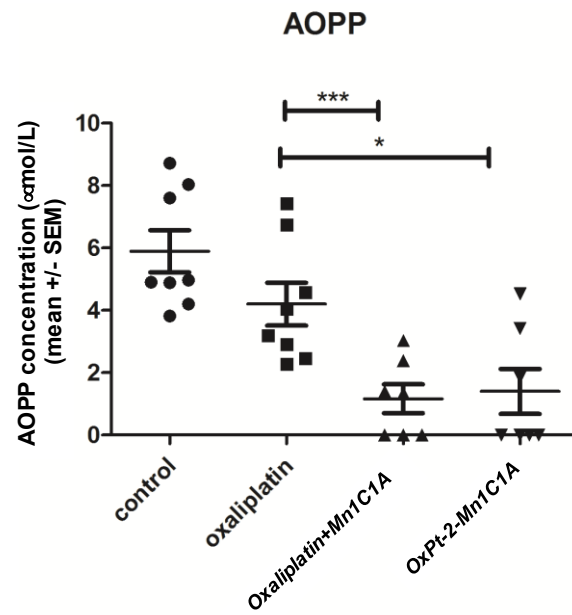 AOPP
***
*
10
8
6
4
2
0
AOPP concentration (αmol/L)
(mean +/- SEM)
control
oxaliplatin
Oxaliplatin+Mn1C1A
OxPt-2-Mn1C1A